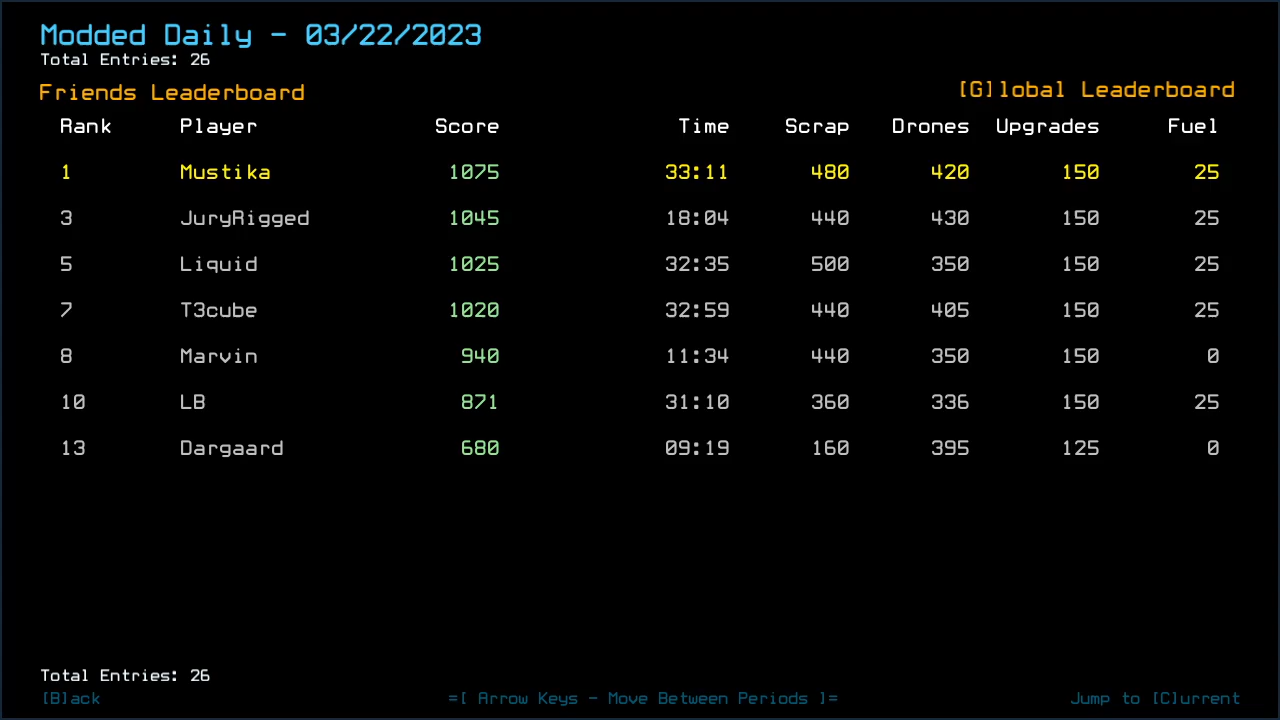 Modded Daily - 03/22/2023
Total Entries: 26
Friends Leaderboard [G]lobal Leaderboard
Rank Player Score Time Scrap Drones Upgrades Fuel
1 Mustika 1075 33:11 480 420 150 25
3 JuryRigged 1045 18:04 440 430 150 25
5 Liquid 1025 32:35 500 350 150 25
7 T3cube 1020 32:59 440 405 150 25
8 Marvin 940 11:34 440 350 150 0
10 LB 871 31:10 360 336 150 25
13 Dargaard 680 09:19 160 395 125 0
Total Entries: 26
[B]ack =[ Arrow Keys - Move Between Periods ]= Jump to [C]urrent